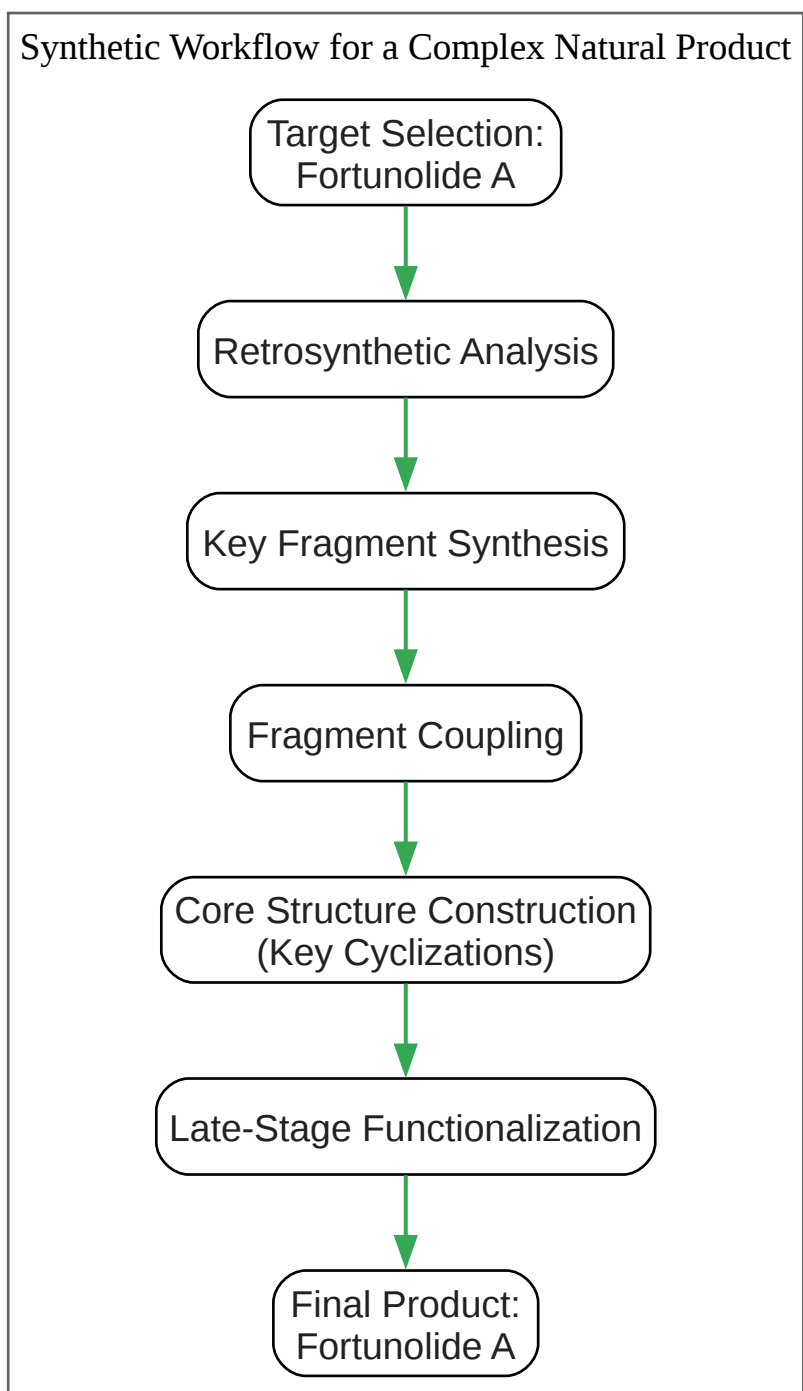 Synthetic Workflow for a Complex Natural Product
Target Selection:
Fortunolide A
Retrosynthetic Analysis
Key Fragment Synthesis
Fragment Coupling
Core Structure Construction
(Key Cyclizations)
Late-Stage Functionalization
Final Product:
Fortunolide A